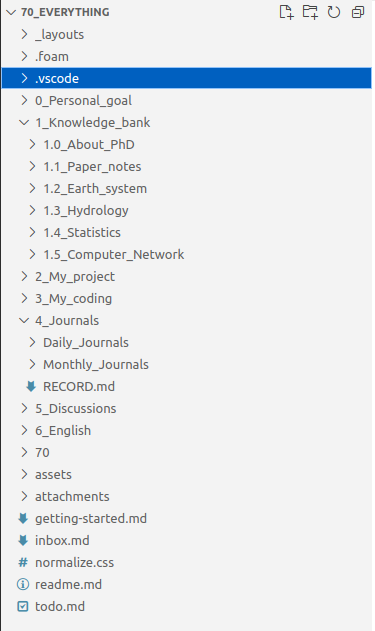 70_EVERYTHING
_layouts
.foam
.vscode
0_Personal_goal
1_Knowledge_bank
1.0_About_PhD
1.1_Paper_notes
1.2_Earth_system
1.3_Hydrology
1.4_Statistics
1.5_Computer_Network
2_My_project
3_My_coding
4_Journals
Daily_Journals
Monthly_Journals
RECORD.md
5_Discussions
6_English
70
assets
attachments
getting-started.md
inbox.md
# normalize.css
readme.md
todo.md